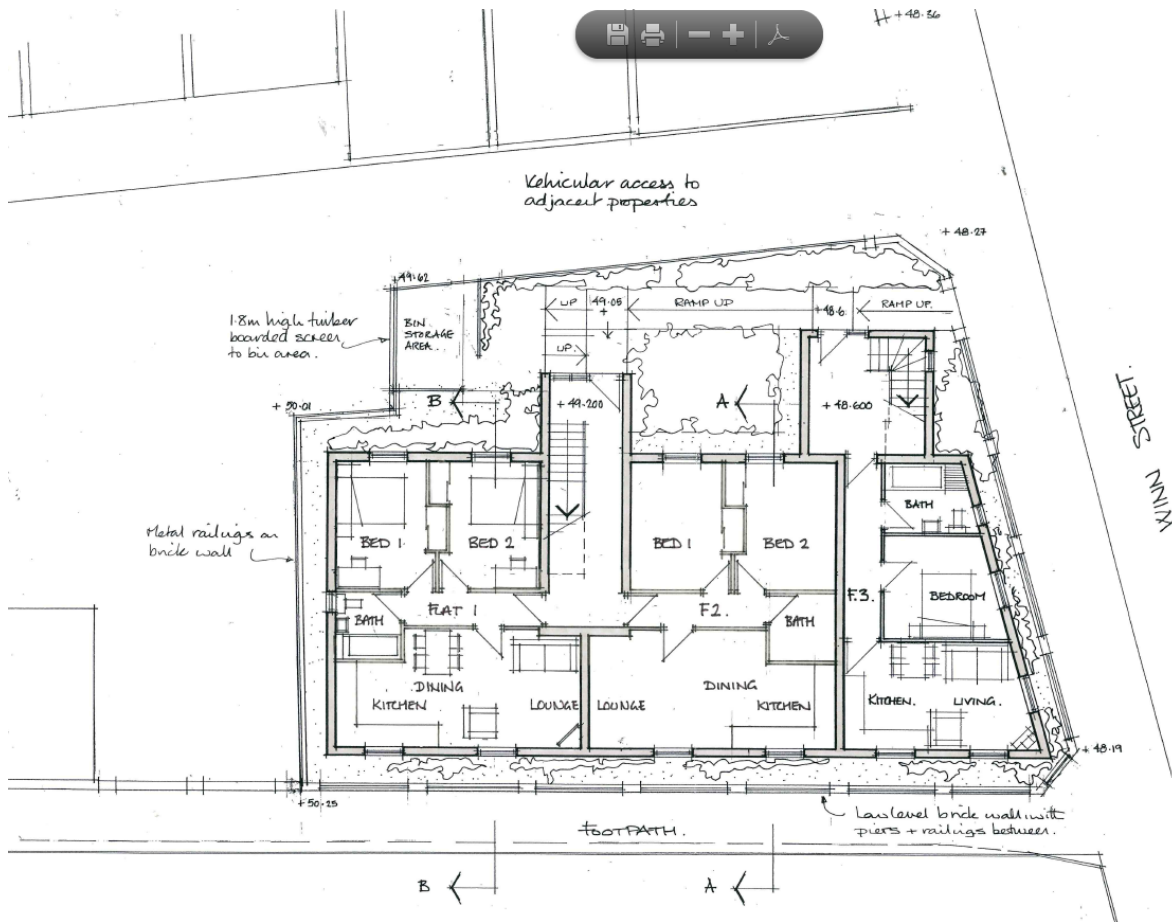 + 48.36
Vehicular access to
adjacent properties
+ 48.27
+ 49.62
UP
49.05
+
RAMP UP
+48.6
RAMP UP.
1.8m high timber
boarded screen
to bin area.
BIN
STORAGE
AREA.
UP.
B
A
+ 50.01
+ 49.200
+ 48.600
WINN STREET.
Metal railings on
brick wall
BED 1
BED 2
BED 1
BED 2
BATH
F.3.
BEDROOM
BATH
FLAT 1
F2.
BATH
DINING
KITCHEN
LOUNGE
LOUNGE
DINING
KITCHEN
KITCHEN.
LIVING.
+ 48.19
+ 50.25
Low level brick wall with
piers + railings between.
FOOTPATH.
B
A